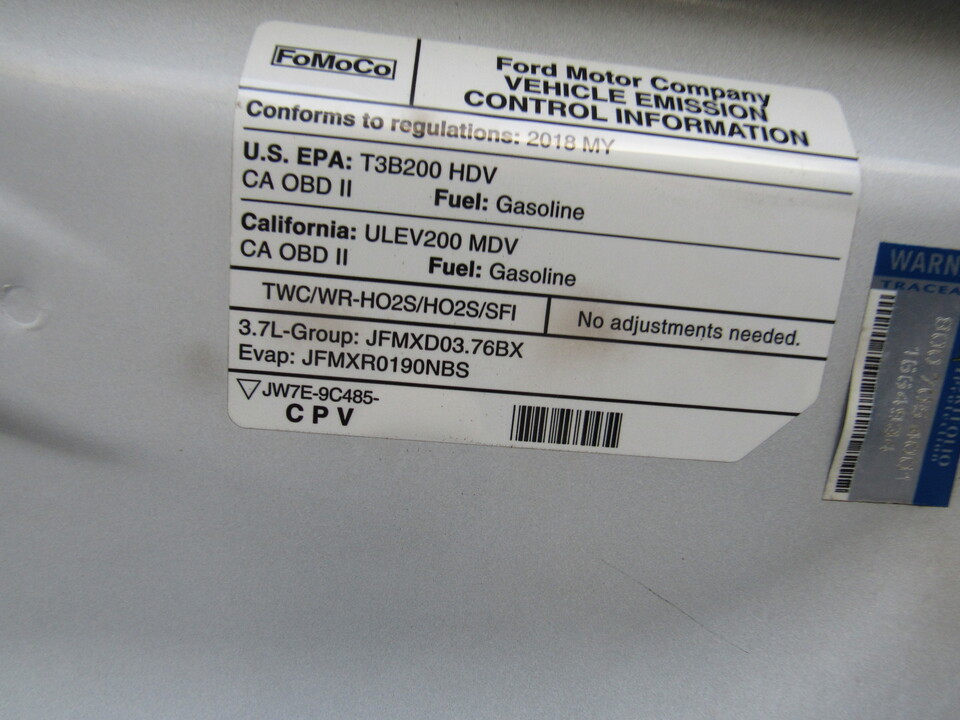 FoMoCo
Ford Motor Company
VEHICLE EMISSION
CONTROL INFORMATION
Conforms to regulations: 2018 MY
U.S. EPA: T3B200 HDV
CA OBD II Fuel: Gasoline
California: ULEV200 MDV
CA OBD II Fuel: Gasoline
TWC/WR-HO2S/HO2S/SFI
No adjustments needed.
3.7L-Group: JFMXD03.76BX
Evap: JFMXR0190NBS
JW7E-9C485-
CPV
WARN
TRACEA